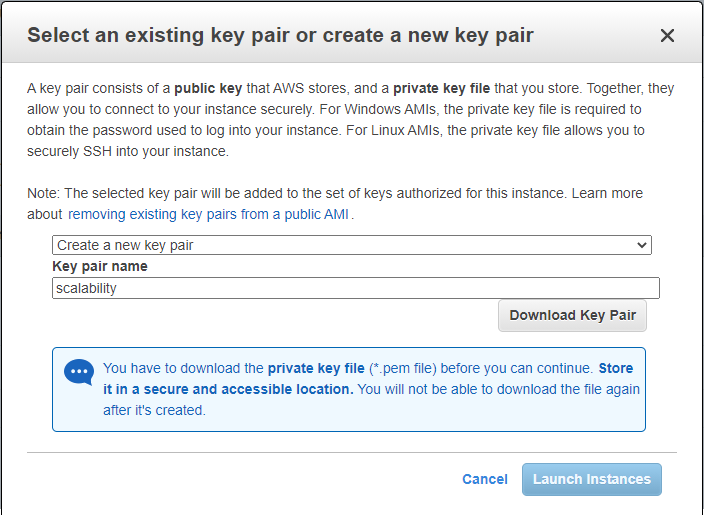 Select an existing key pair or create a new key pair
A key pair consists of a public key that AWS stores, and a private key file that you store. Together, they
allow you to connect to your instance securely. For Windows AMIs, the private key file is required to
obtain the password used to log into your instance. For Linux AMIs, the private key file allows you to
securely SSH into your instance.
Note: The selected key pair will be added to the set of keys authorized for this instance. Learn more
about removing existing key pairs from a public AMI.
Create a new key pair
Key pair name
scalability
Download Key Pair
You have to download the private key file (*.pem file) before you can continue. Store
it in a secure and accessible location. You will not be able to download the file again
after it's created.
Cancel
Launch Instances